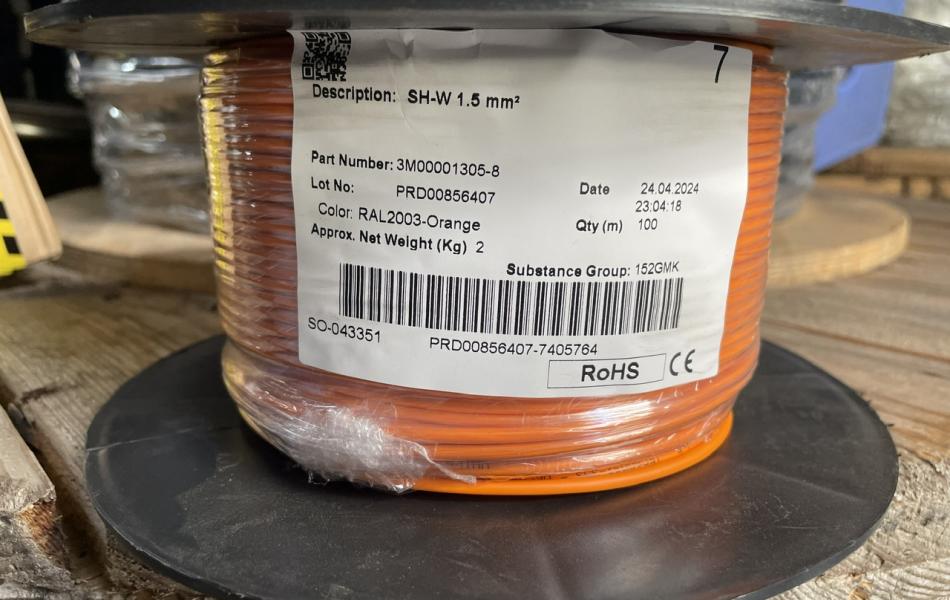 7
Description: SH-W 1.5 mm²
Part Number: 3M00001305-8
Lot No: PRD00856407
Date 24.04.2024
23:04:18
Color: RAL2003-Orange
Qty (m) 100
Approx. Net Weight (Kg) 2
Substance Group: 152GMK
SO-043351
PRD00856407-7405764
RoHS CE